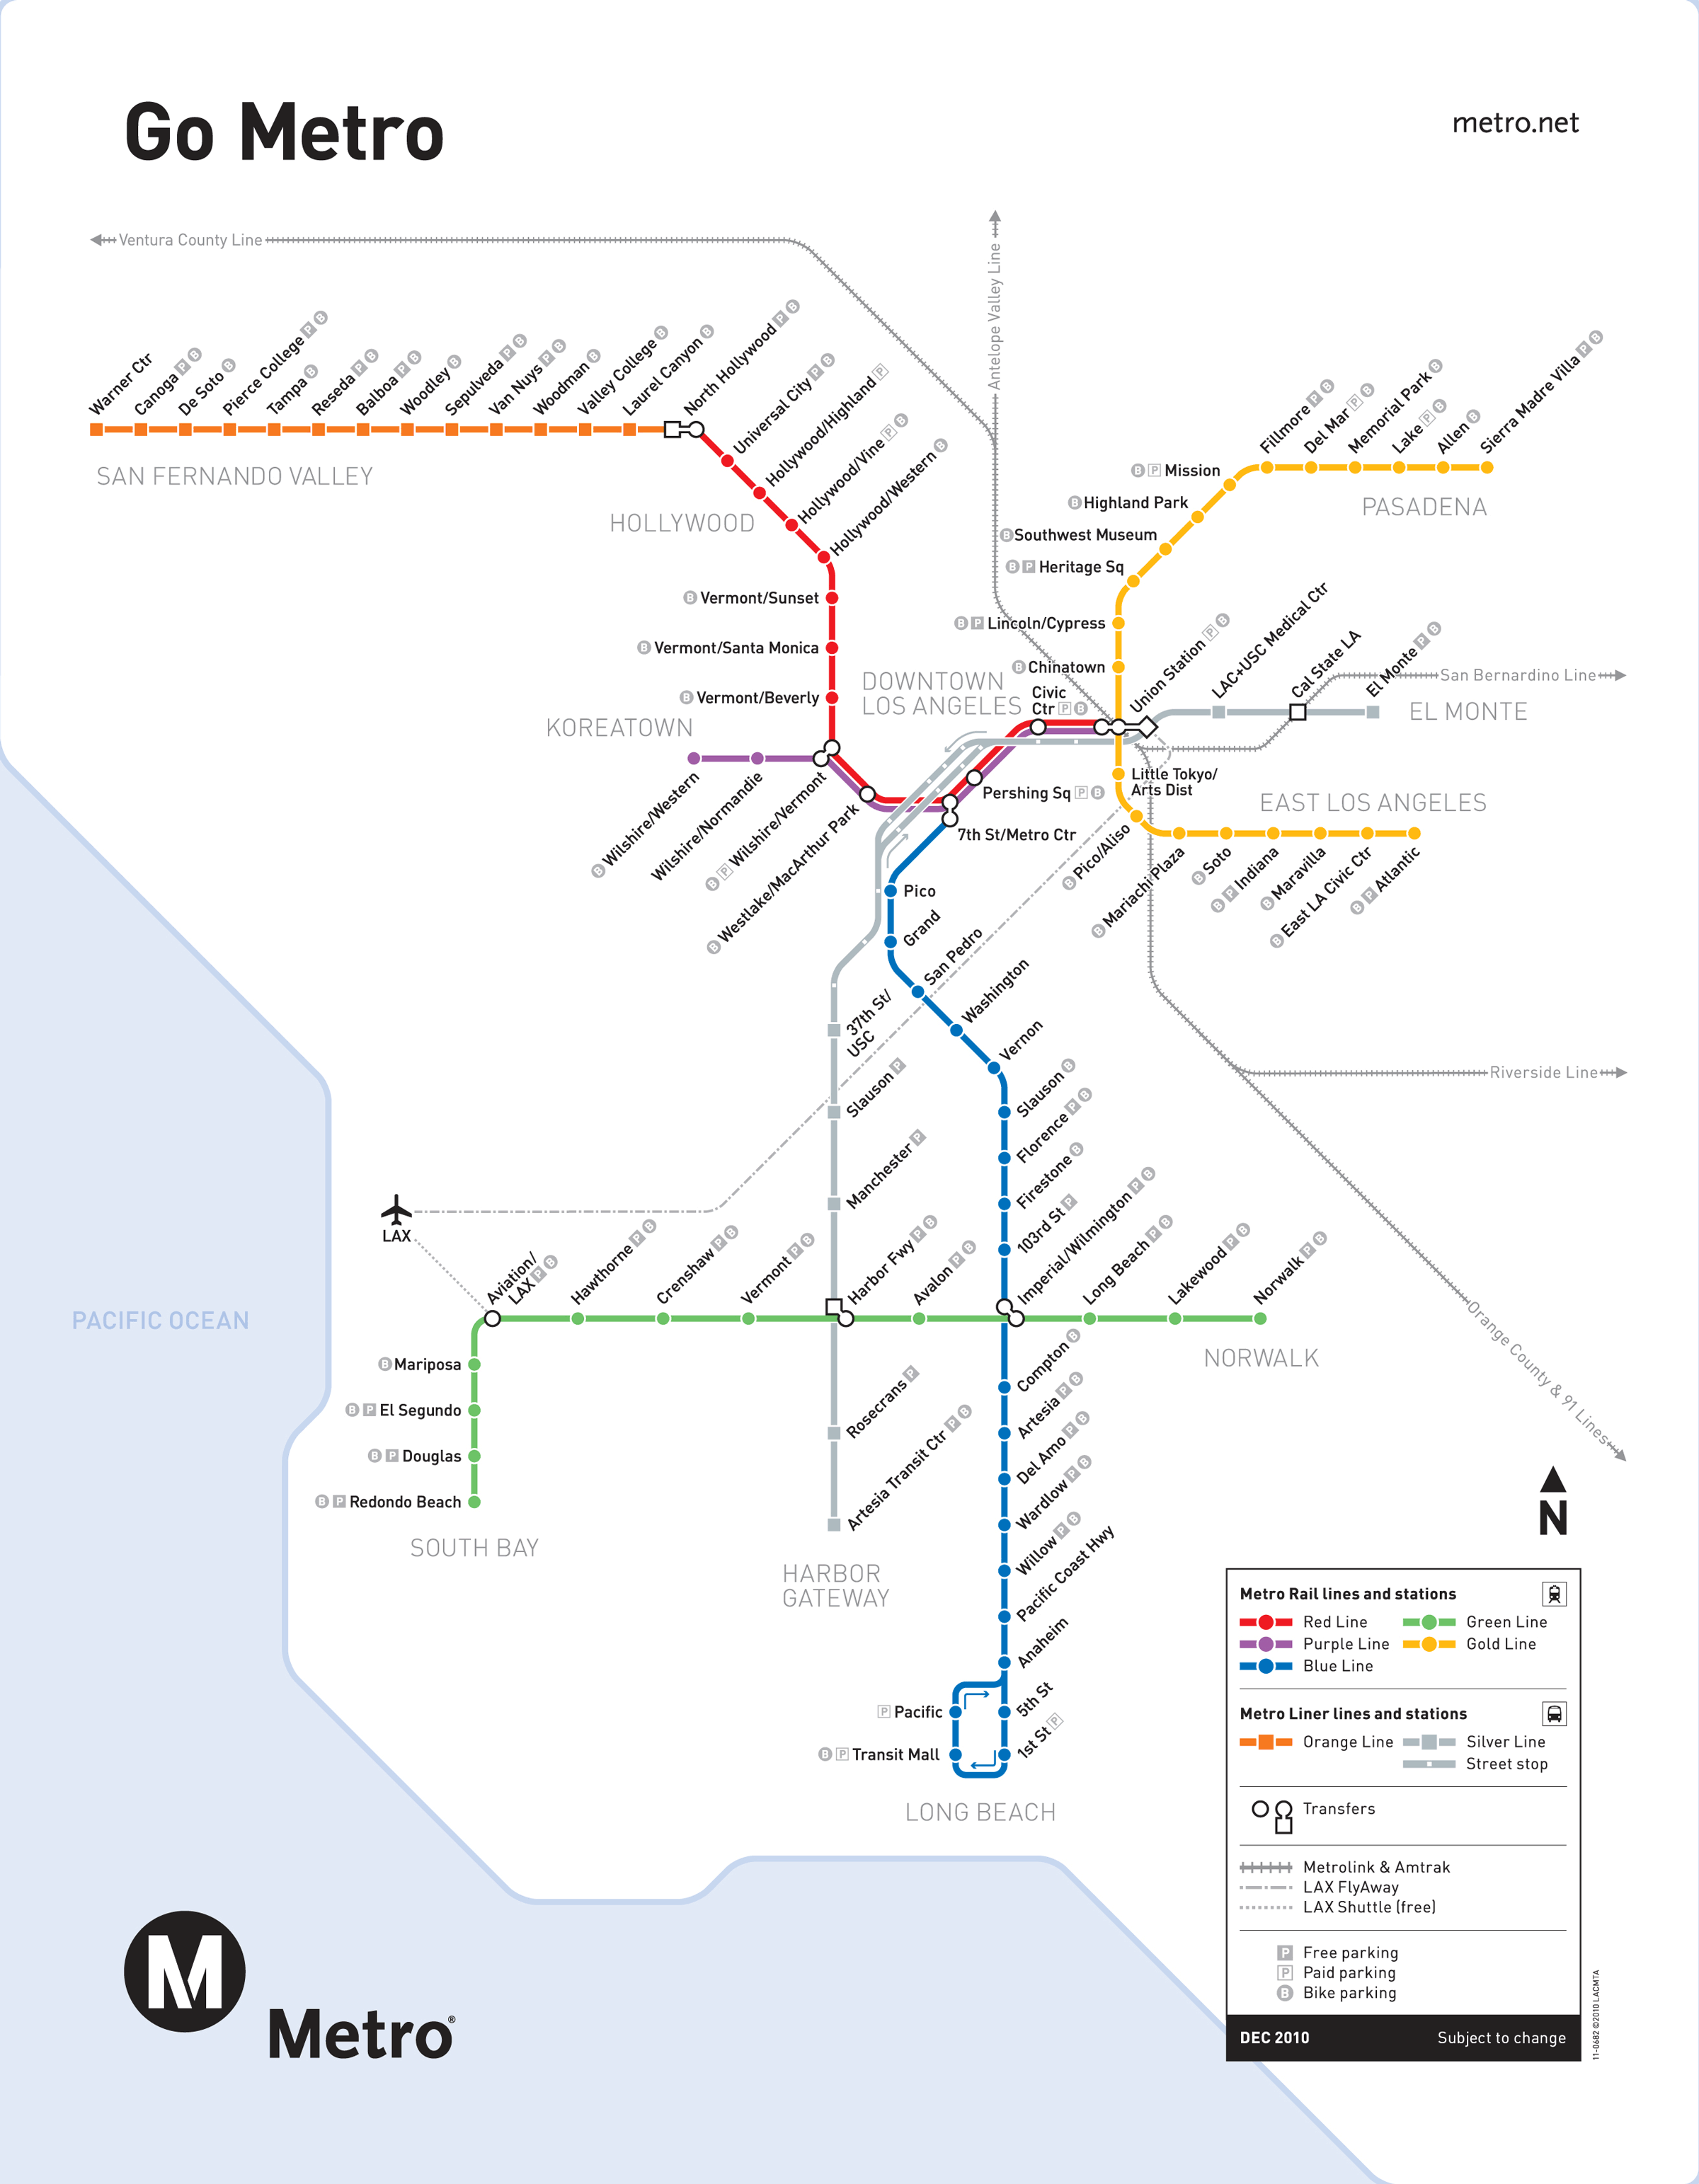 Go Metro
metro.net
Ventura County Line
Antelope Valley Line
Warner Ctr
Canoga P B
De Soto B
Pierce College P B
Tampa B
Reseda P B
Balboa P B
Woodley B
Sepulveda P B
Van Nuys P B
Woodman B
Valley College B
Laurel Canyon B
North Hollywood P B
SAN FERNANDO VALLEY
Universal City P B
Hollywood/Highland P
Hollywood/Vine P B
Hollywood/Western B
HOLLYWOOD
B Vermont/Sunset
B Vermont/Santa Monica
B Vermont/Beverly
KOREATOWN
B Wilshire/Western
Wilshire/Normandie
B P Wilshire/Vermont
B Westlake/MacArthur Park
DOWNTOWN
LOS ANGELES
Civic
Ctr P B
Pershing Sq P B
7th St/Metro Ctr
Union Station P B
Fillmore P B
Del Mar P B
Memorial Park B
Lake P B
Allen B
Sierra Madre Villa P B
PASADENA
B P Mission
B Highland Park
B Southwest Museum
B P Heritage Sq
B P Lincoln/Cypress
B Chinatown
LAC+USC Medical Ctr
Cal State LA
El Monte P B
San Bernardino Line
EL MONTE
Little Tokyo/
Arts Dist
EAST LOS ANGELES
B Pico/Aliso
B Mariachi Plaza
B Soto
B P Indiana
B Maravilla
B East LA Civic Ctr
B P Atlantic
Pico
Grand
San Pedro
Washington
Vernon
Slauson B
Florence P B
Firestone B
103rd St P
Imperial/Wilmington P B
37th St/
USC
Slauson P
Manchester P
Harbor Fwy P B
Rosecrans P
Artesia Transit Ctr P B
HARBOR
GATEWAY
Riverside Line
Orange County & 91 Lines
LAX
Aviation/
LAX P B
Hawthorne P B
Crenshaw P B
Vermont P B
Avalon P B
Long Beach P B
Lakewood P B
Norwalk P B
NORWALK
PACIFIC OCEAN
B Mariposa
B P El Segundo
B P Douglas
B P Redondo Beach
SOUTH BAY
Compton B
Artesia P B
Del Amo P B
Wardlow P B
Willow P B
Pacific Coast Hwy
Anaheim
5th St
1st St P
P Pacific
B P Transit Mall
LONG BEACH
N
Metro Rail lines and stations
Red Line
Green Line
Purple Line
Gold Line
Blue Line
Metro Liner lines and stations
Orange Line
Silver Line
Street stop
Transfers
Metrolink & Amtrak
LAX FlyAway
LAX Shuttle (free)
P Free parking
P Paid parking
B Bike parking
DEC 2010 Subject to change
11-0682 ©2010 LACMTA
M
Metro®